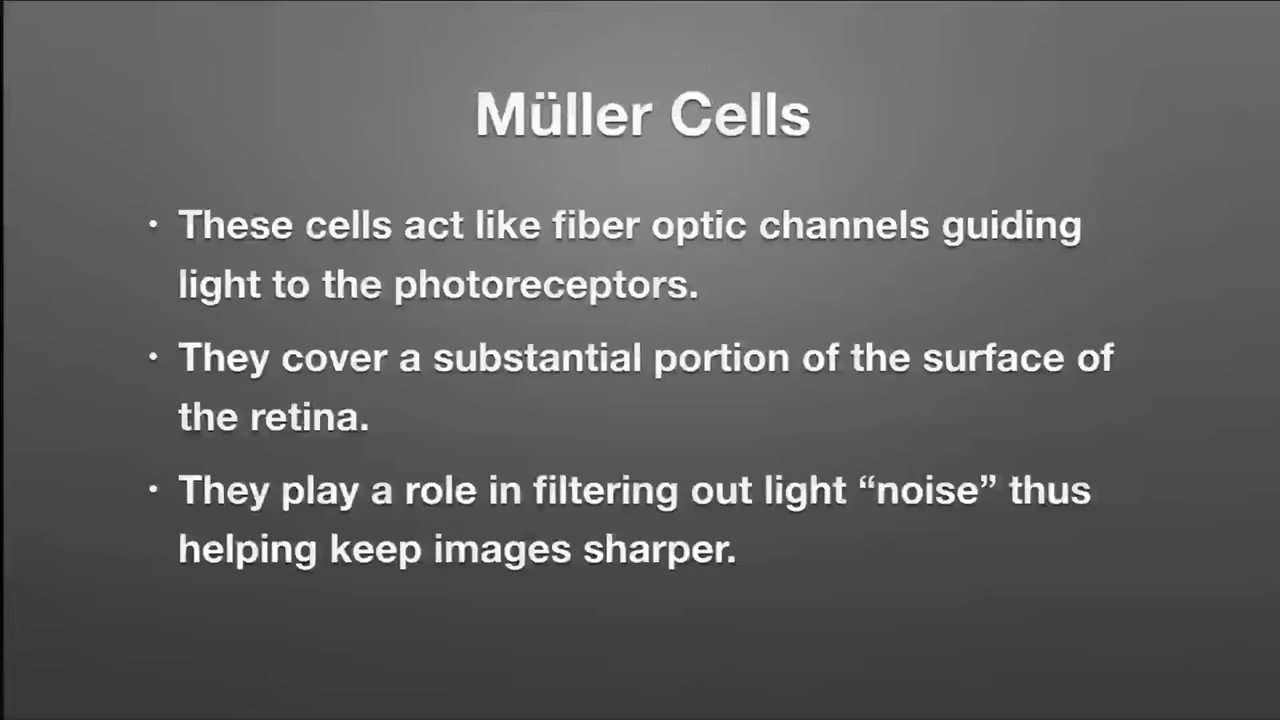 Müller Cells
• These cells act like fiber optic channels guiding
light to the photoreceptors.
• They cover a substantial portion of the surface of
the retina.
• They play a role in filtering out light “noise” thus
helping keep images sharper.